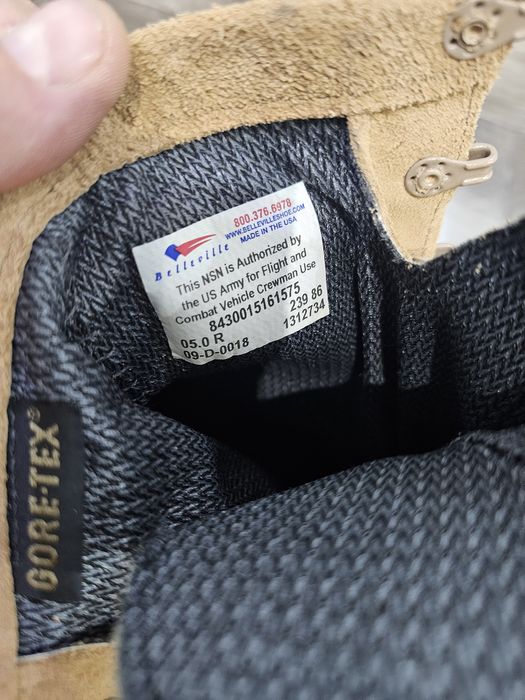 800.376.6978
WWW.BELLEVILLESHOE.COM
Belleville MADE IN THE USA
This NSN is Authorized by
the US Army for Flight and
Combat Vehicle Crewman Use
8430015161575
05.0 R 239 86
09-D-0018 1312734
GORE-TEX®